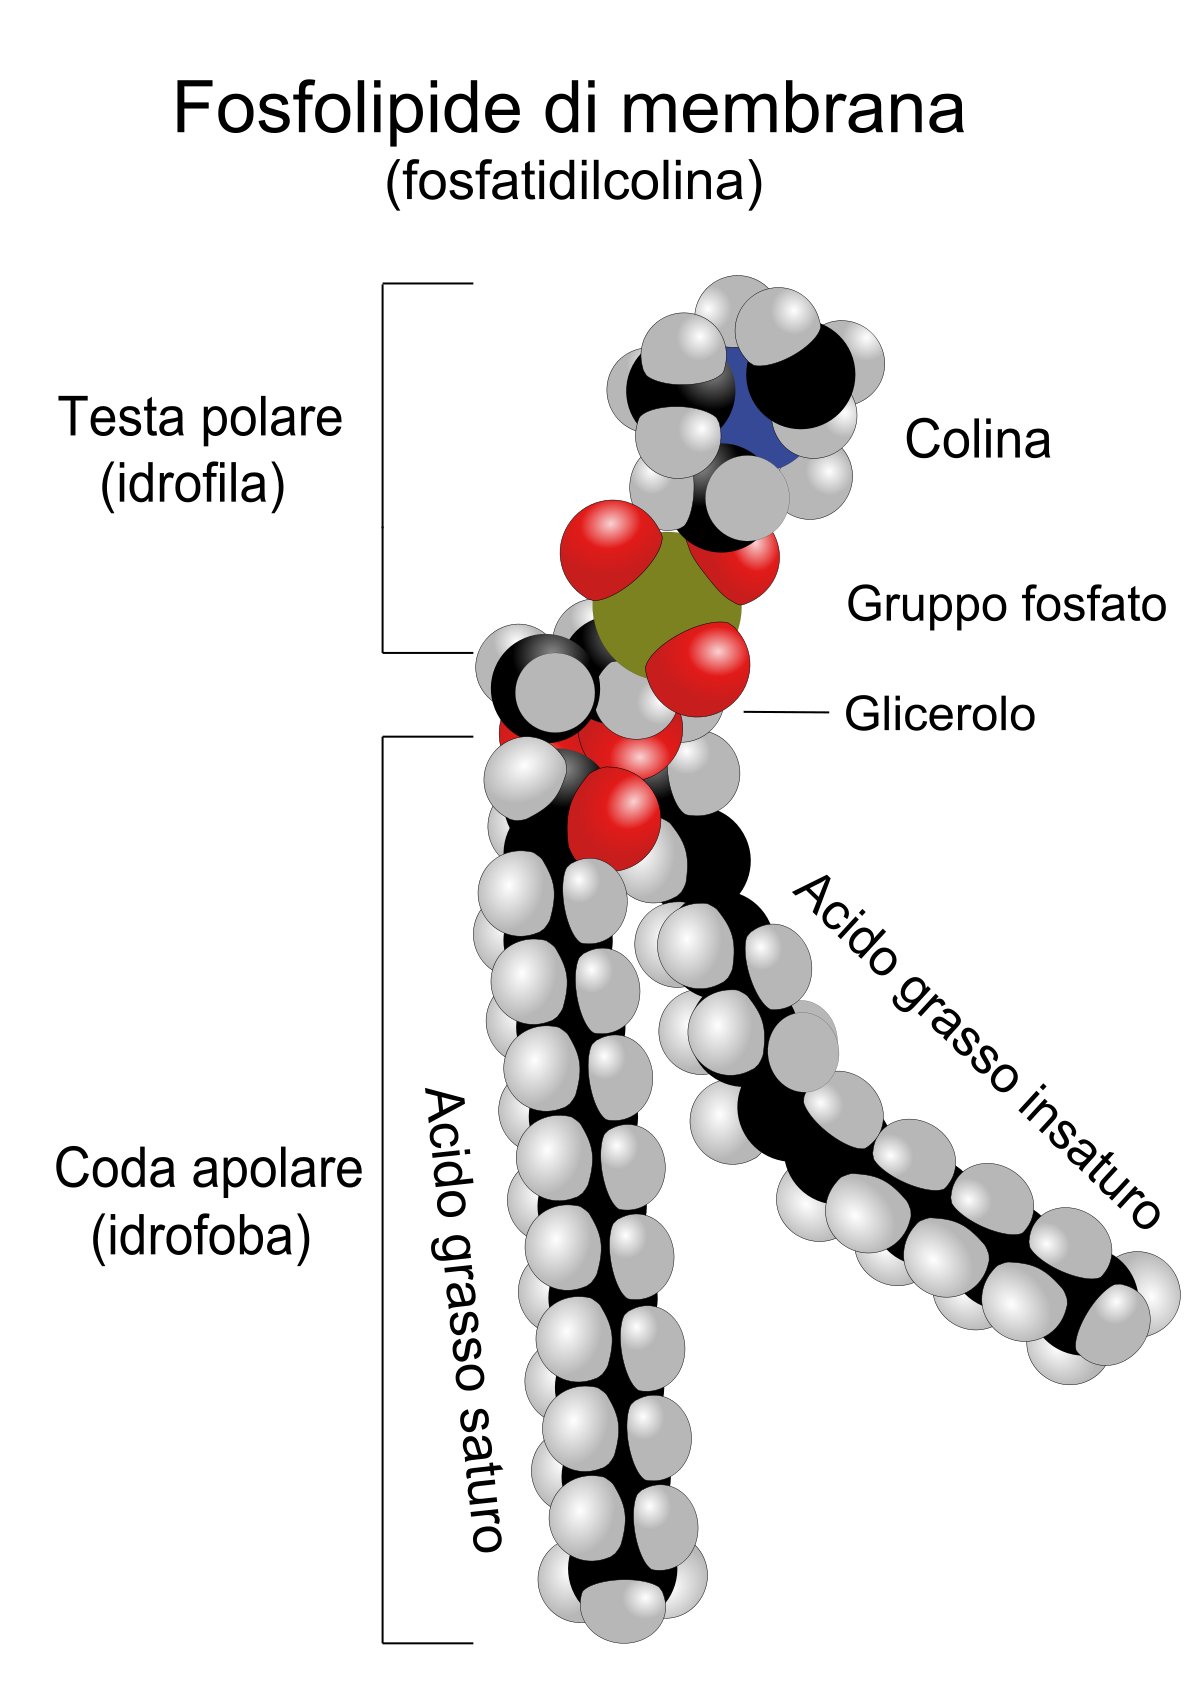 Fosfolipide di membrana
(fosfatidilcolina)
Testa polare
(idrofila)
Colina
Gruppo fosfato
Glicerolo
Acido grasso insaturo
Acido grasso saturo
Coda apolare
(idrofoba)